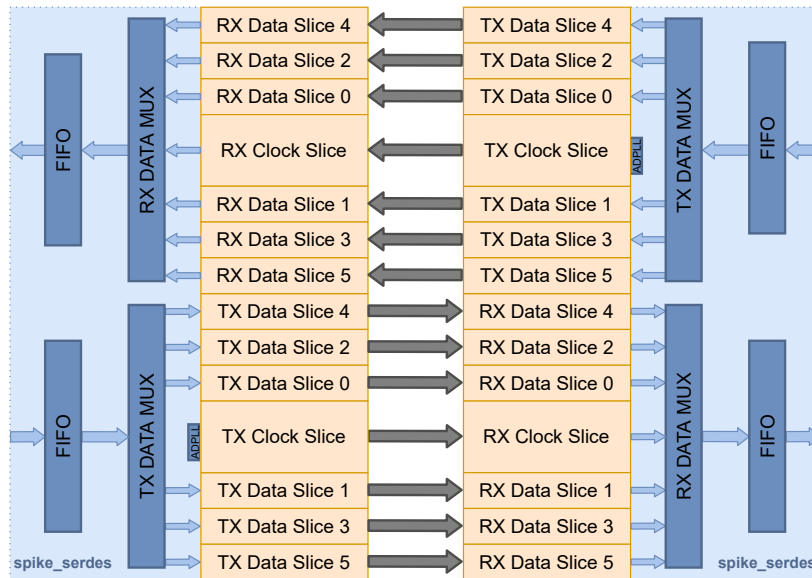 RX Data Slice 4
RX Data Slice 2
RX Data Slice 0
RX Clock Slice
RX Data Slice 1
RX Data Slice 3
RX Data Slice 5
TX Data Slice 4
TX Data Slice 2
TX Data Slice 0
TX Clock Slice
TX Data Slice 1
TX Data Slice 3
TX Data Slice 5
FIFO
RX DATA MUX
FIFO
TX DATA MUX
ADPLL
spike_serdes
TX Data Slice 4
TX Data Slice 2
TX Data Slice 0
TX Clock Slice
TX Data Slice 1
TX Data Slice 3
TX Data Slice 5
RX Data Slice 4
RX Data Slice 2
RX Data Slice 0
RX Clock Slice
RX Data Slice 1
RX Data Slice 3
RX Data Slice 5
ADPLL
TX DATA MUX
FIFO
RX DATA MUX
FIFO
spike_serdes